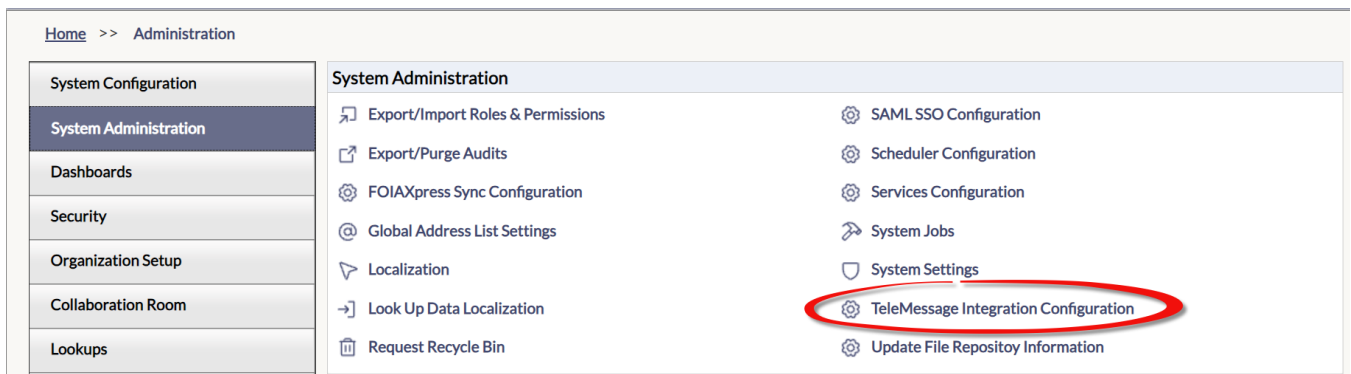 Home >> Administration
System Configuration
System Administration
Dashboards
Security
Organization Setup
Collaboration Room
Lookups
System Administration
Export/Import Roles & Permissions
Export/Purge Audits
FOIAXpress Sync Configuration
Global Address List Settings
Localization
Look Up Data Localization
Request Recycle Bin
SAML SSO Configuration
Scheduler Configuration
Services Configuration
System Jobs
System Settings
TeleMessage Integration Configuration
Update File Repositoy Information